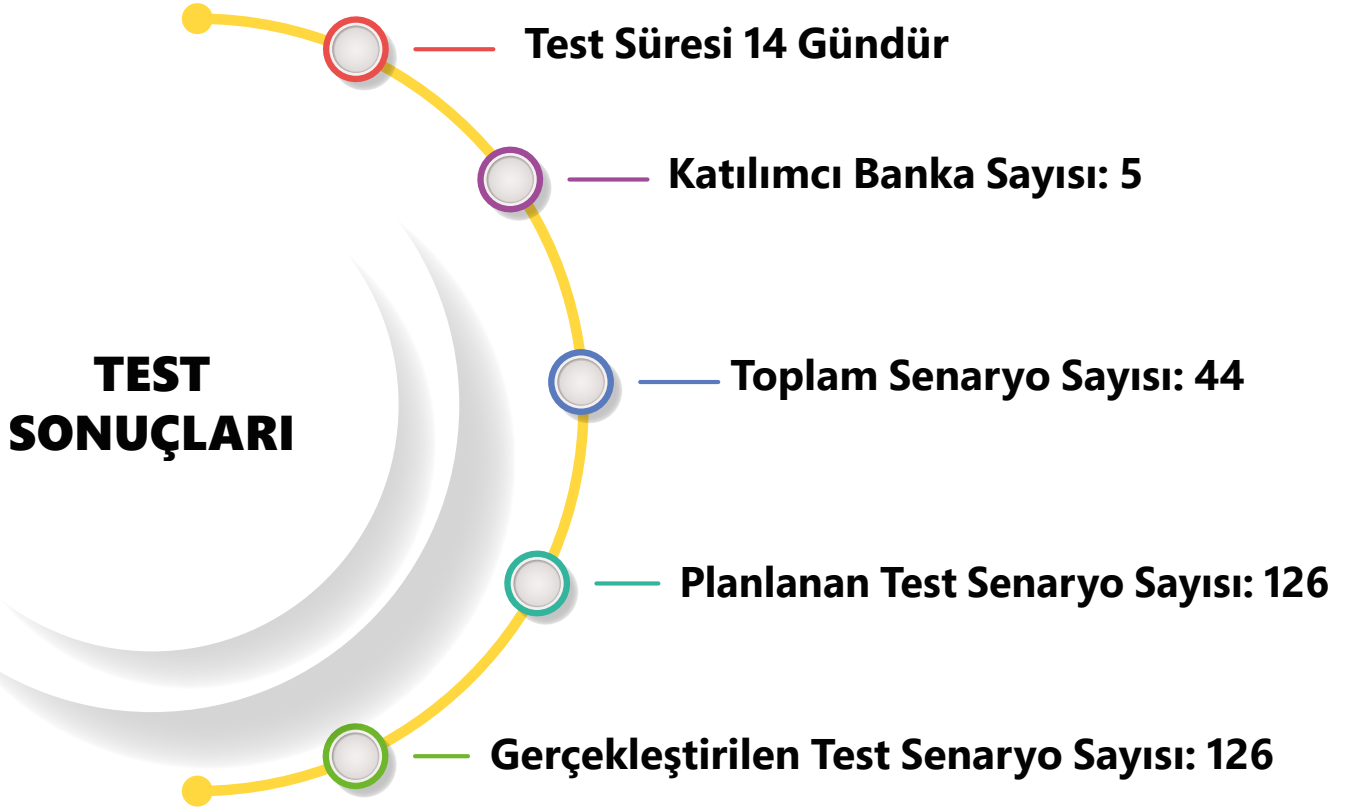 Test Süresi 14 Gündür
Katılımcı Banka Sayısı: 5
TEST
SONUÇLARI
Toplam Senaryo Sayısı: 44
Planlanan Test Senaryo Sayısı: 126
Gerçekleştirilen Test Senaryo Sayısı: 126